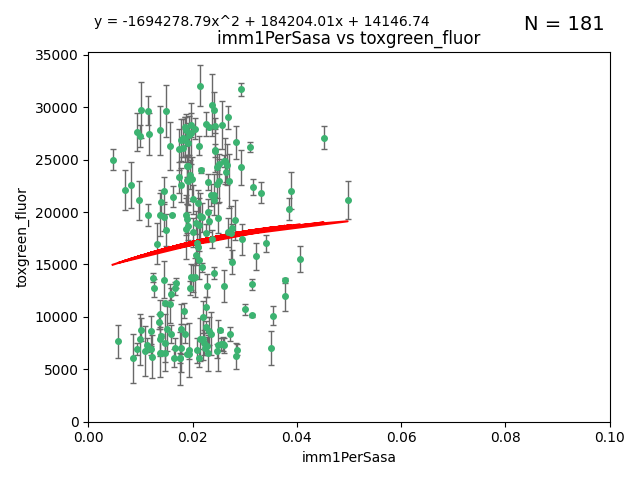 y = -1694278.79x^2 + 184204.01x + 14146.74
N = 181
imm1PerSasa vs toxgreen_fluor
35000
30000
25000
20000
15000
10000
5000
0
toxgreen_fluor
0.00 0.02 0.04 0.06 0.08 0.10
imm1PerSasa